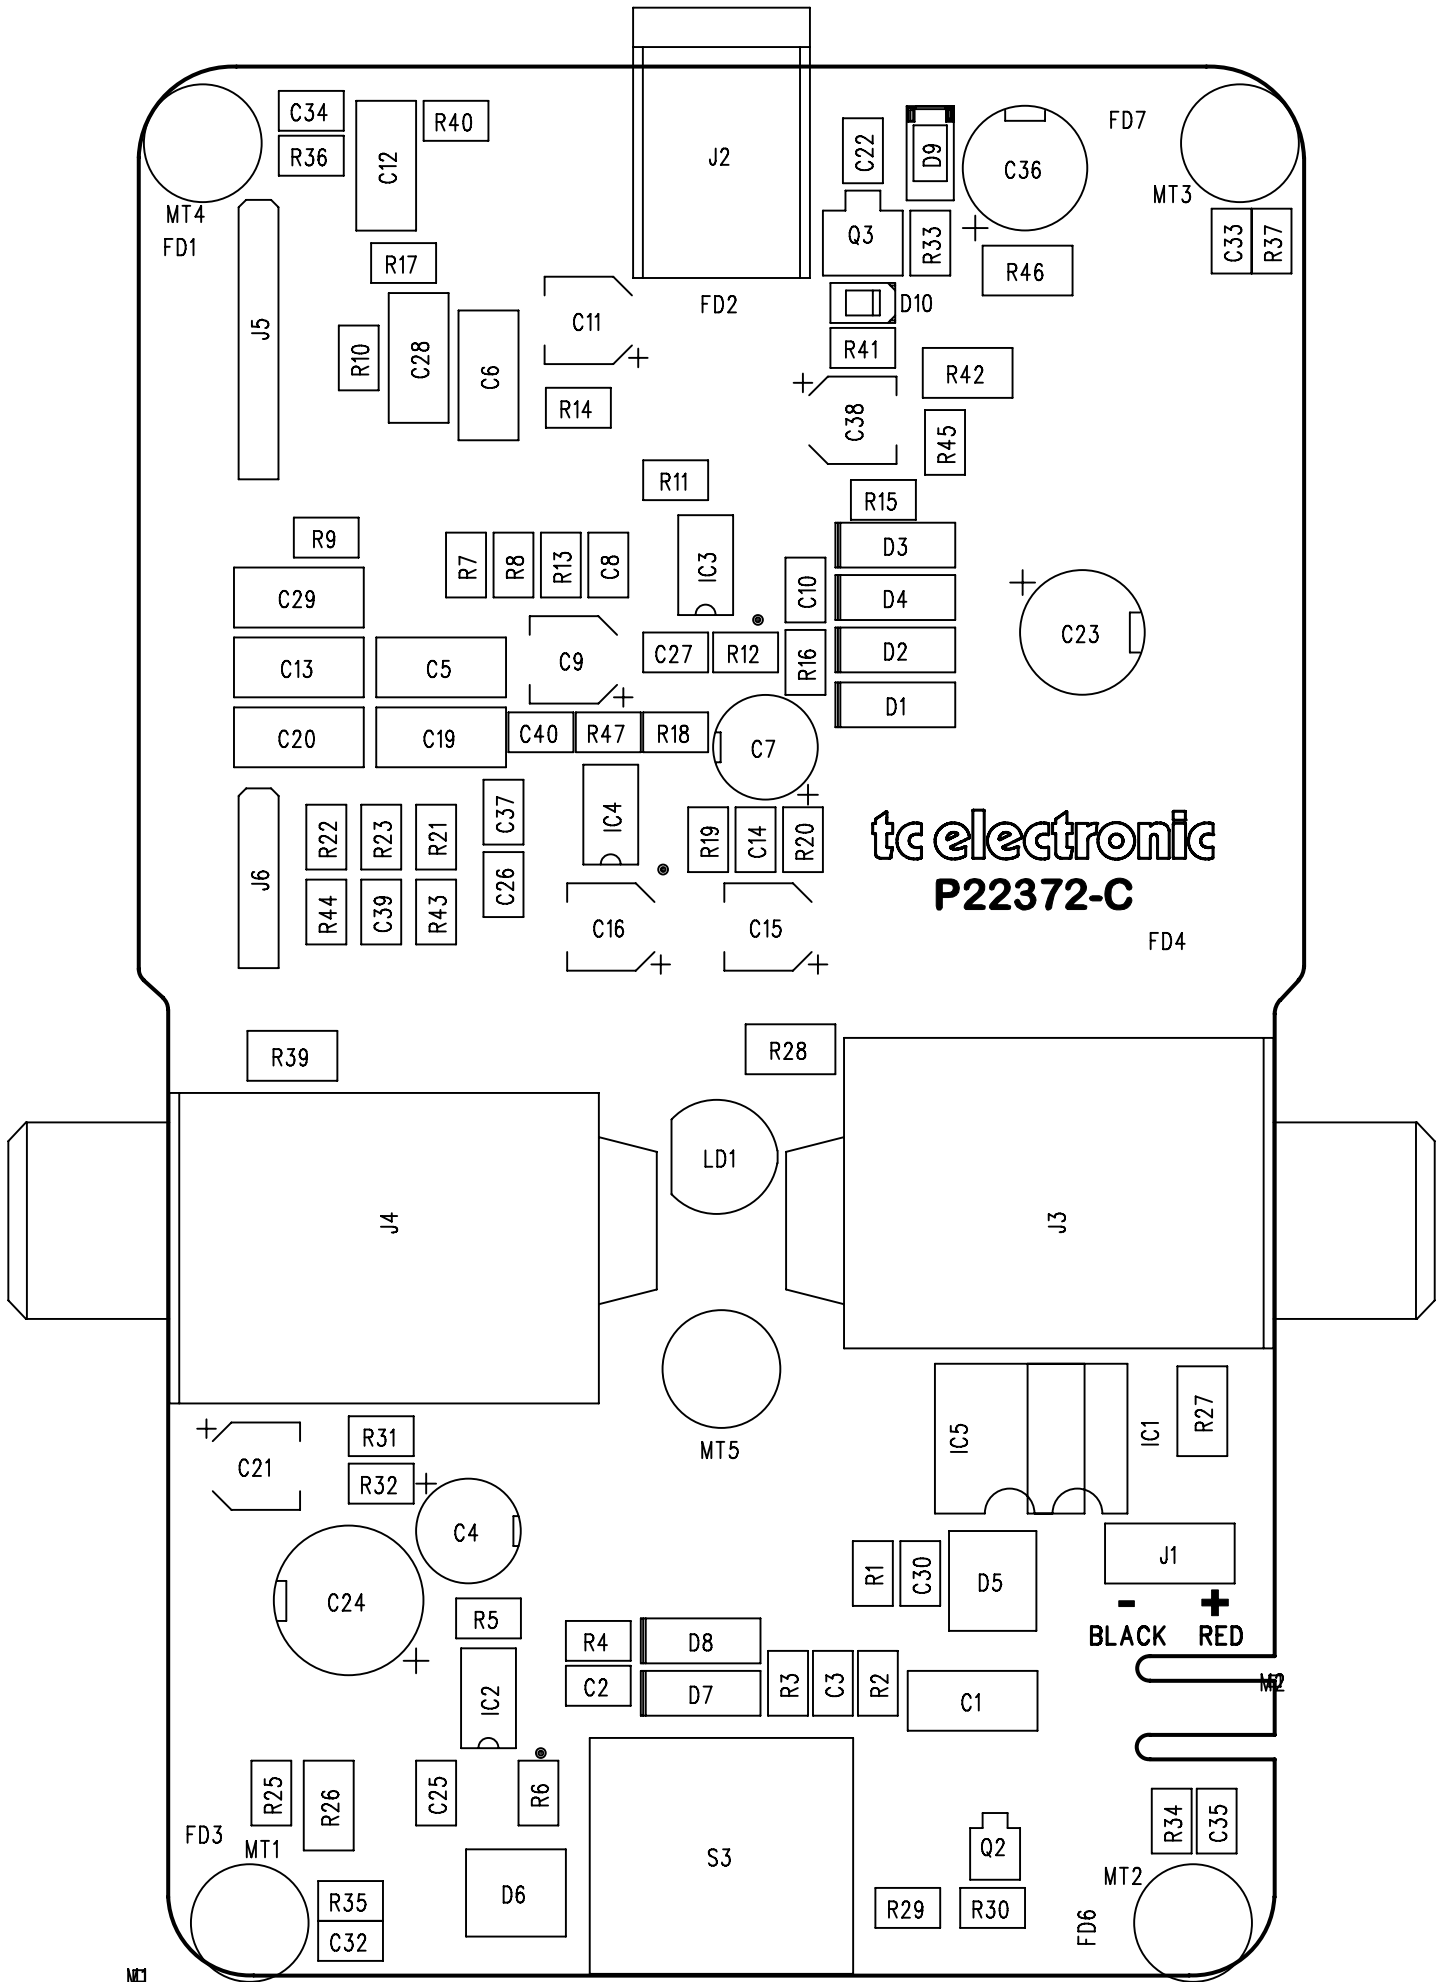 C34
R40
C12
R36
J2
C22
D9
C36
FD7
MT3
MT4
FD1
R17
Q3
R33
R46
C33
R37
J5
R10
C28
C6
C11
+
R14
FD2
D10
R41
R42
+
C38
R45
R11
R15
R9
R7
R8
R13
C8
IC3
C10
D3
D4
C29
C13
C5
C9
+
C27
R12
R16
D2
D1
+
C23
C20
C19
C40
R47
R18
C7
+
J6
R22
R23
R21
C37
IC4
R19
C14
R20
tc electronic
P22372-C
R44
C39
R43
C26
C16
+
C15
+
FD4
R39
R28
LD1
J4
J3
MT5
IC5
IC1
R27
+
C21
R31
R32
+
C4
C24
+
R5
R1
C30
D5
J1
- +
BLACK RED
R4
D8
C2
D7
IC2
R3
C3
R2
C1
R25
R26
C25
R6
FD3
MT1
S3
Q2
R34
C35
MT2
R35
D6
R29
R30
FD6
C32